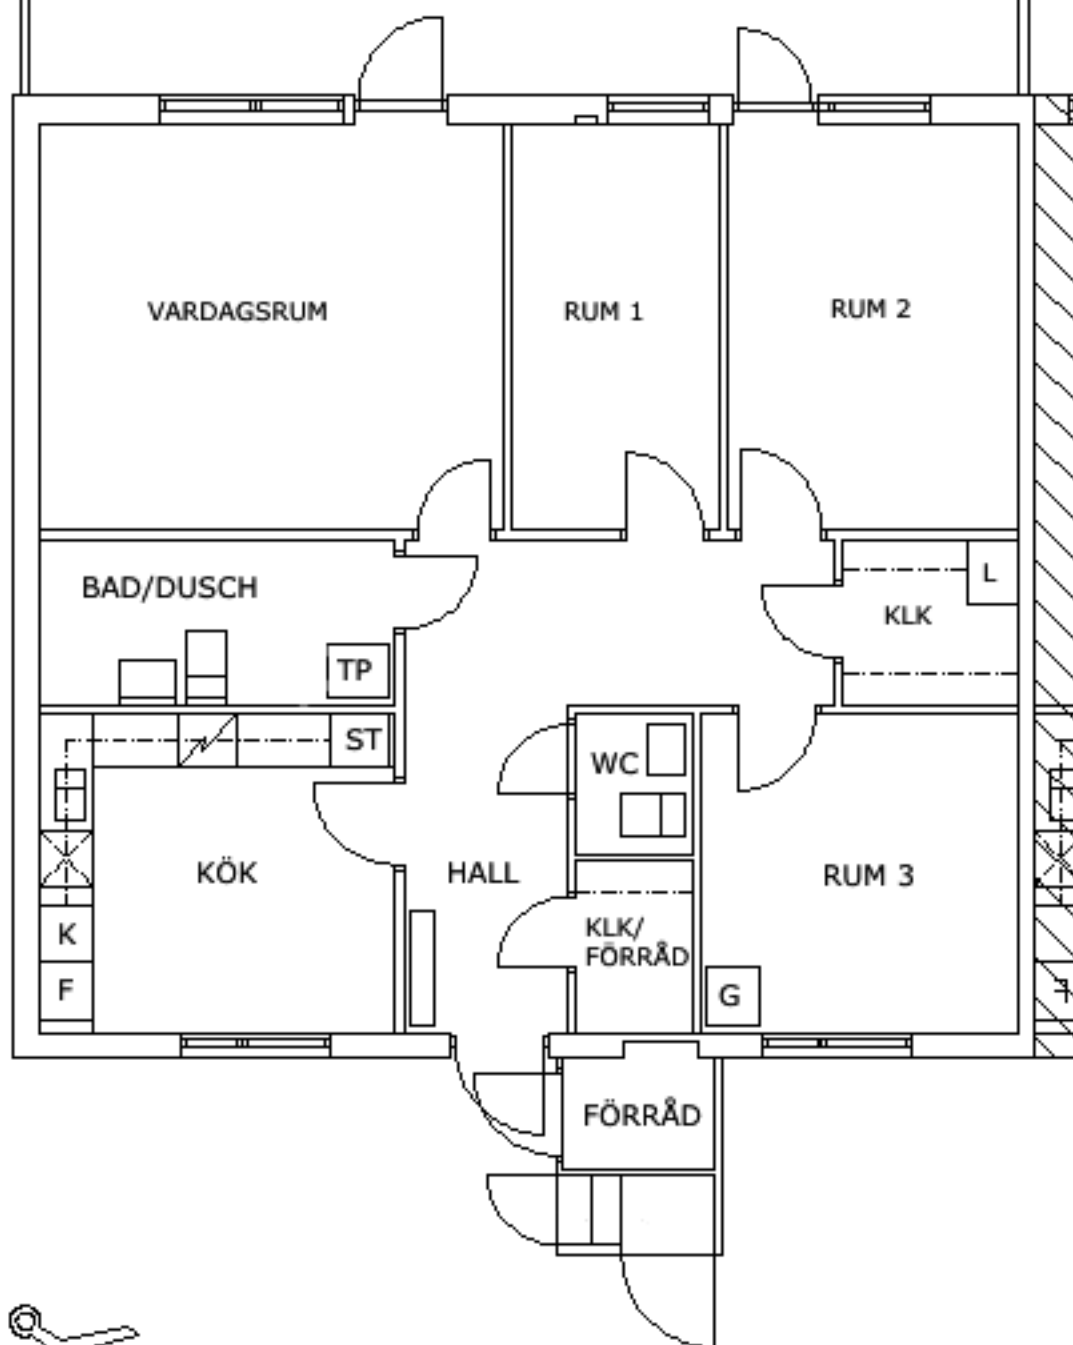 VARDAGSRUM
RUM 1
RUM 2
BAD/DUSCH
TP
L
KLK
ST
WC
KÖK
HALL
RUM 3
K
F
KLK/
FÖRRÅD
G
FÖRRÅD